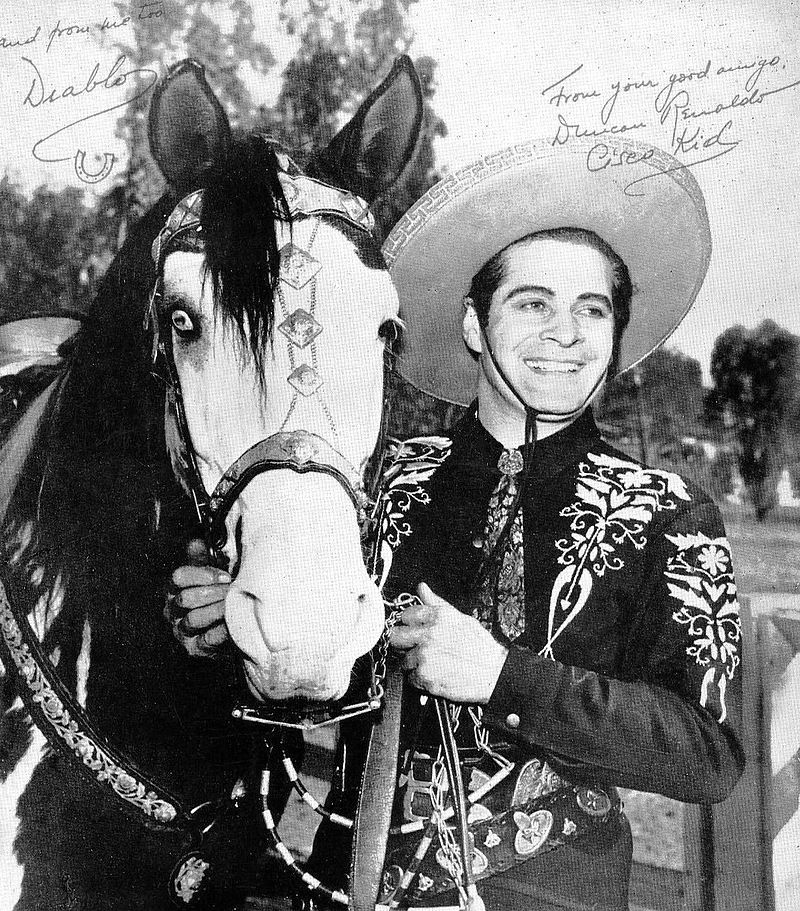 and from me too
Diablo
From your good amigo,
Duncan Renaldo
Cisco Kid